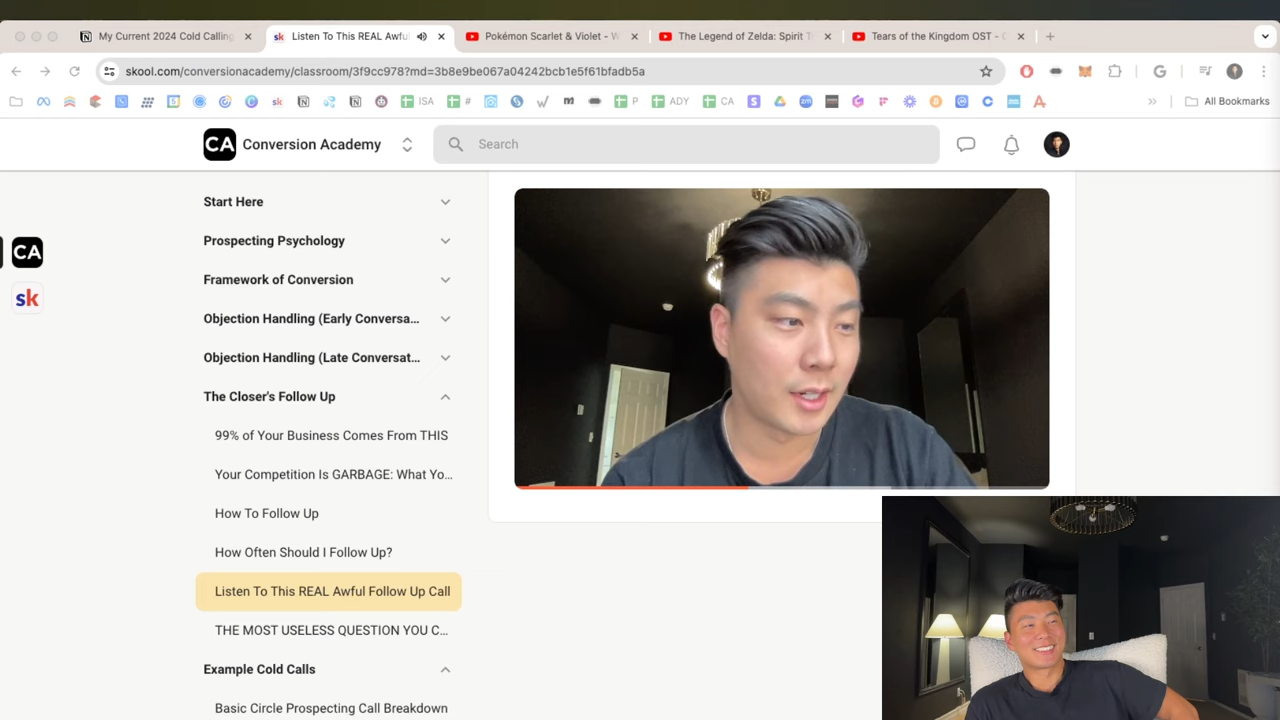 My Current 2024 Cold Calling
Listen To This REAL Awful
Pokémon Scarlet & Violet - W
The Legend of Zelda: Spirit T
Tears of the Kingdom OST - C
skool.com/conversionacademy/classroom/3f9cc978?md=3b8e9be067a04242bcb1e5f61bfadb5a
sk
ISA
#
P
ADY
CA
S
zm
All Bookmarks
CA
Conversion Academy
Search
CA
sk
Start Here
Prospecting Psychology
Framework of Conversion
Objection Handling (Early Conversa...
Objection Handling (Late Conversat...
The Closer's Follow Up
99% of Your Business Comes From THIS
Your Competition Is GARBAGE: What Yo...
How To Follow Up
How Often Should I Follow Up?
Listen To This REAL Awful Follow Up Call
THE MOST USELESS QUESTION YOU C...
Example Cold Calls
Basic Circle Prospecting Call Breakdown